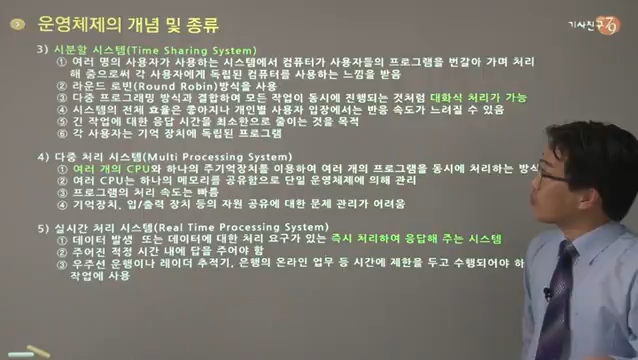 5 운영체제의 개념 및 종류
기사친구 79
3) 시분할 시스템(Time Sharing System)
① 여러 명의 사용자가 사용하는 시스템에서 컴퓨터가 사용자들의 프로그램을 번갈아 가며 처리
해 줌으로써 각 사용자에게 독립된 컴퓨터를 사용하는 느낌을 받음
② 라운드 로빈(Round Robin)방식을 사용
③ 다중 프로그래밍 방식과 결합하여 모든 작업이 동시에 진행되는 것처럼 대화식 처리가 가능
④ 시스템의 전체 효율은 좋아지나 개인별 사용자 입장에서는 반응 속도가 느려질 수 있음
⑤ 긴 작업에 대한 응답 시간을 최소한으로 줄이는 것을 목적
⑥ 각 사용자는 기억 장치에 독립된 프로그램
4) 다중 처리 시스템(Multi Processing System)
① 여러 개의 CPU와 하나의 주기억장치를 이용하여 여러 개의 프로그램을 동시에 처리하는 방식
② 여러 CPU는 하나의 메모리를 공유함으로 단일 운영체제에 의해 관리
③ 프로그램의 처리 속도는 빠름
④ 기억장치, 입/출력 장치 등의 자원 공유에 대한 문제 관리가 어려움
5) 실시간 처리 시스템(Real Time Processing System)
① 데이터 발생 또는 데이터에 대한 처리 요구가 있는 즉시 처리하여 응답해 주는 시스템
② 주어진 적정 시간 내에 답을 주어야 함
③ 우주선 운행이나 레이더 추적기, 은행의 온라인 업무 등 시간에 제한을 두고 수행되어야 하
작업에 사용